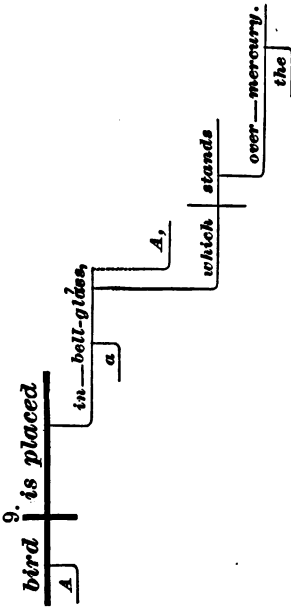 9.
bird is placed
A
in—bell-glass,
a
?
A,
which stands
over—mercury.
the